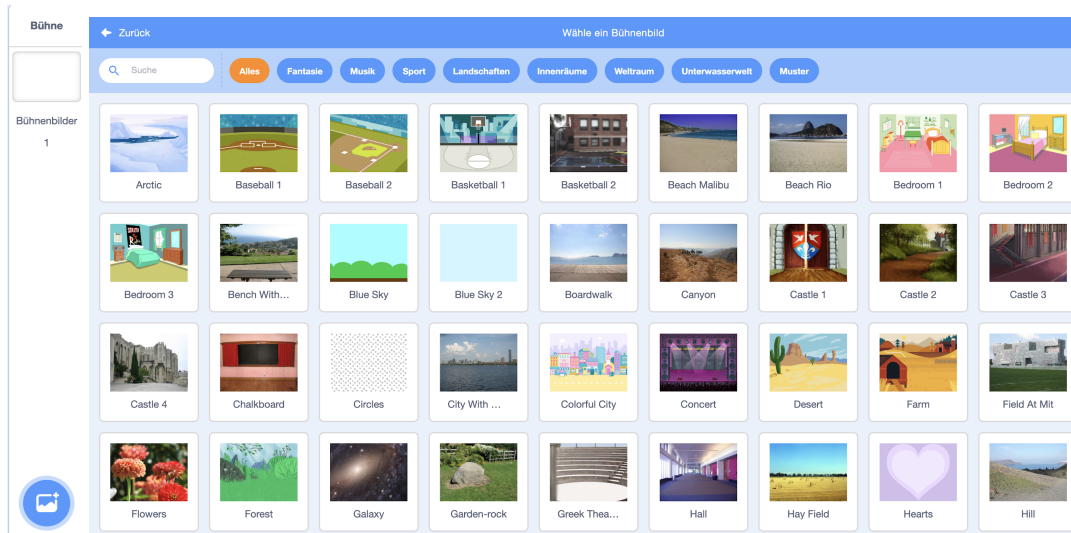 Bühne
Zurück
Wähle ein Bühnenbild
Suche
Alles
Fantasie
Musik
Sport
Landschaften
Innenräume
Weltraum
Unterwasserwelt
Muster
Bühnenbilder
1
Arctic
Baseball 1
Baseball 2
Basketball 1
Basketball 2
Beach Malibu
Beach Rio
Bedroom 1
Bedroom 2
Bedroom 3
Bench With...
Blue Sky
Blue Sky 2
Boardwalk
Canyon
Castle 1
Castle 2
Castle 3
Castle 4
Chalkboard
Circles
City With ...
Colorful City
Concert
Desert
Farm
Field At Mit
Flowers
Forest
Galaxy
Garden-rock
Greek Thea...
Hall
Hay Field
Hearts
Hill